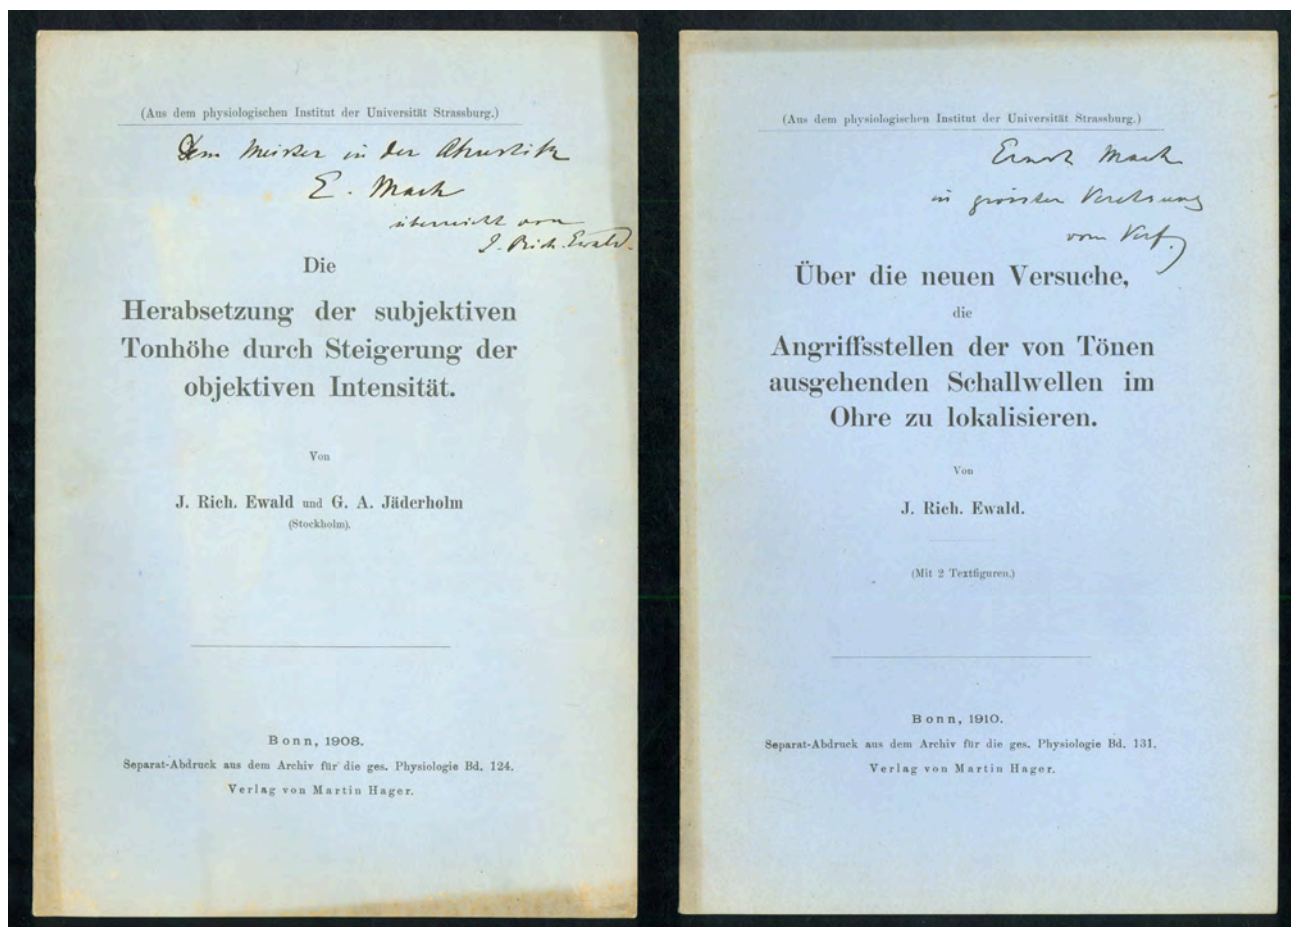 (Aus dem physiologischen Institut der Universität Strassburg.)
Dem Meister in der Akustik
E. Mach
überreicht von
J. Rich. Ewald.
Die
Herabsetzung der subjektiven
Tonhöhe durch Steigerung der
objektiven Intensität.
Von
J. Rich. Ewald und G. A. Jäderholm
(Stockholm).
Bonn, 1908.
Separat-Abdruck aus dem Archiv für die ges. Physiologie Bd. 124.
Verlag von Martin Hager.
(Aus dem physiologischen Institut der Universität Strassburg.)
Ernst Mach
in grösster Verehrung
vom Verf.
Über die neuen Versuche,
die
Angriffsstellen der von Tönen
ausgehenden Schallwellen im
Ohre zu lokalisieren.
Von
J. Rich. Ewald.
(Mit 2 Textfiguren.)
Bonn, 1910.
Separat-Abdruck aus dem Archiv für die ges. Physiologie Bd. 131.
Verlag von Martin Hager.